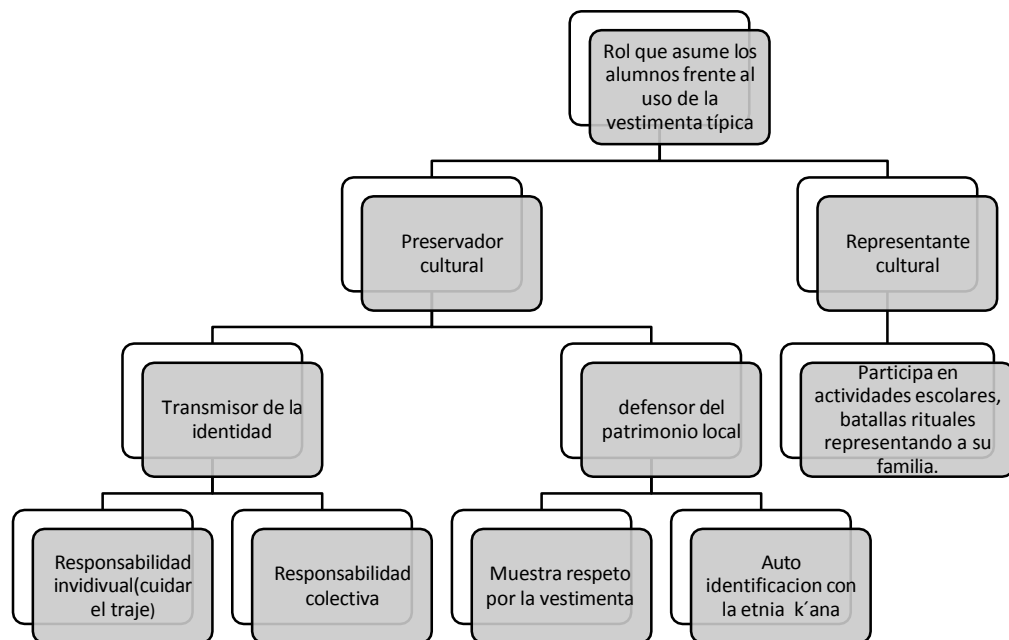 Rol que asume los
alumnos frente al
uso de la
vestimenta típica
Preservador
cultural
Representante
cultural
Transmisor de la
identidad
defensor del
patrimonio local
Participa en
actividades escolares,
batallas rituales
representando a su
familia.
Responsabilidad
invidivual(cuidar
el traje)
Responsabilidad
colectiva
Muestra respeto
por la vestimenta
Auto
identificacion con
la etnia k´ana